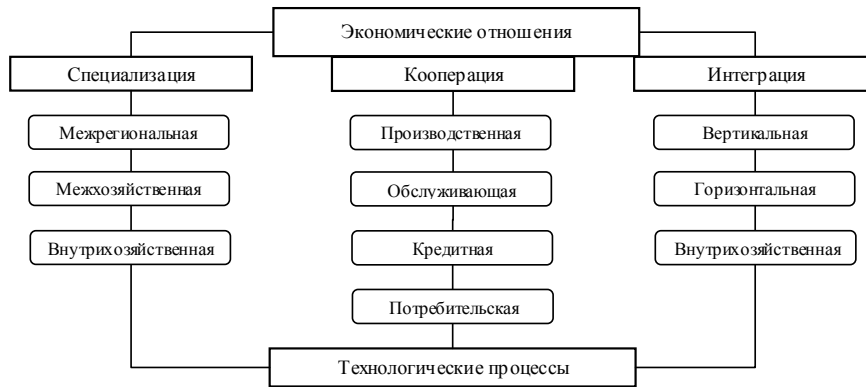 Экономические отношения
Специализация
Кооперация
Интеграция
Межрегиональная
Производственная
Вертикальная
Межхозяйственная
Обслуживающая
Горизонтальная
Внутрихозяйственная
Кредитная
Внутрихозяйственная
Потребительская
Технологические процессы